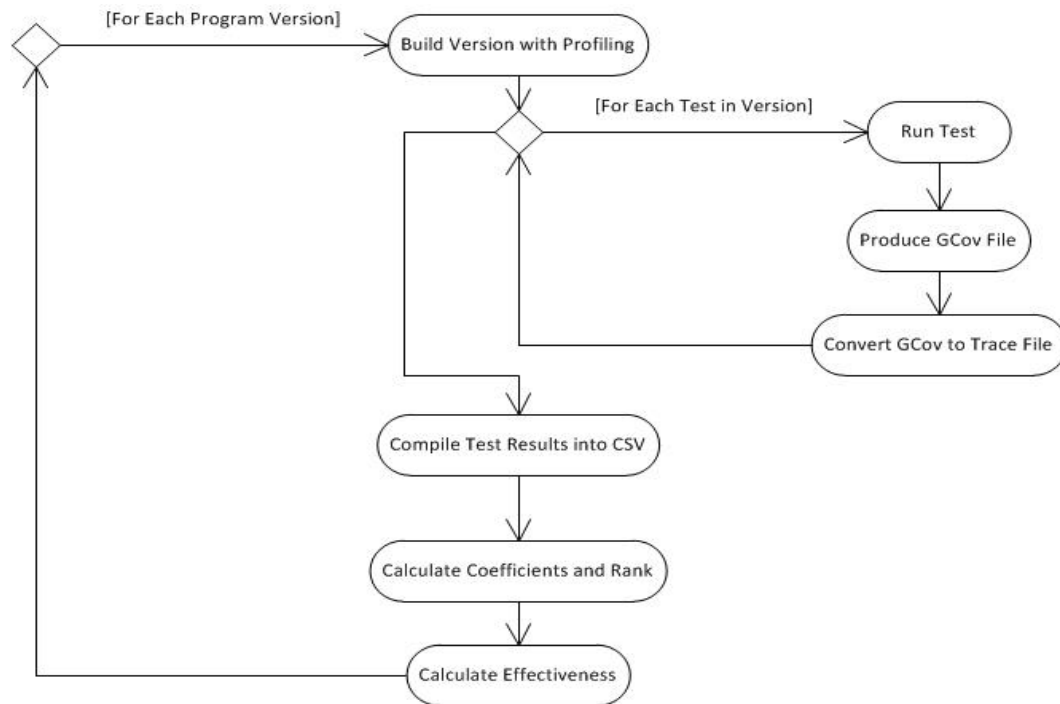 [For Each Program Version]
Build Version with Profiling
[For Each Test in Version]
Run Test
Produce GCov File
Convert GCov to Trace File
Compile Test Results into CSV
Calculate Coefficients and Rank
Calculate Effectiveness